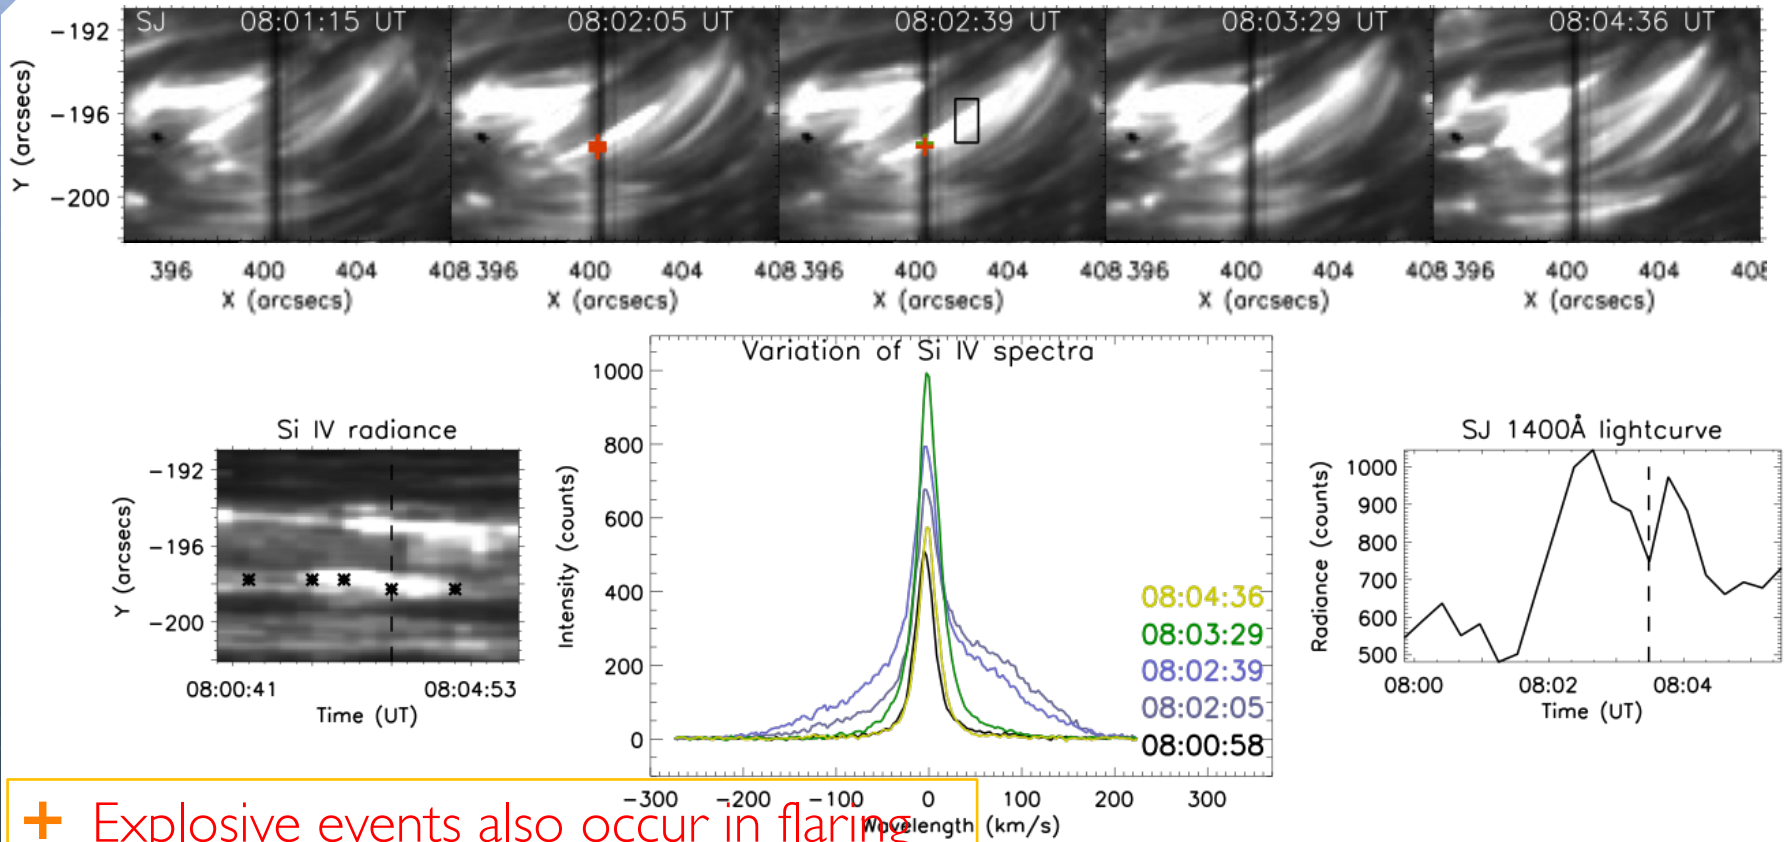 SJ 08:01:15 UT 08:02:05 UT 08:02:39 UT 08:03:29 UT 08:04:36 UT
-192
-196
-200
Y (arcsecs)
396 400 404 408 396 400 404 408 396 400 404 408 396 400 404 408 396 400 404 408
X (arcsecs) X (arcsecs) X (arcsecs) X (arcsecs) X (arcsecs)
Si IV radiance
-192
-196
-200
Y (arcsecs)
08:00:41 08:04:53
Time (UT)
Variation of Si IV spectra
1000
800
600
400
200
0
Intensity (counts)
08:04:36
08:03:29
08:02:39
08:02:05
08:00:58
-300 -200 -100 0 100 200 300
Wavelength (km/s)
SJ 1400Å lightcurve
1000
900
800
700
600
500
Radiance (counts)
08:00 08:02 08:04
Time (UT)
+ Explosive events also occur in flaring